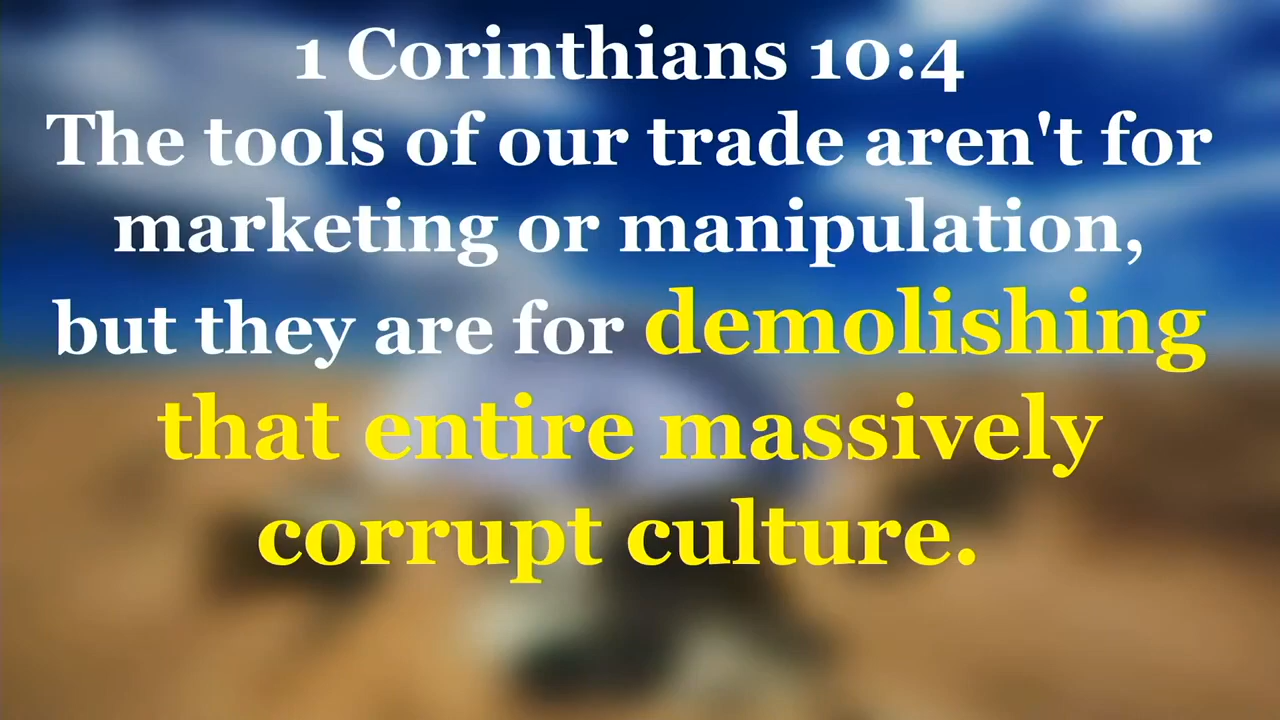 1 Corinthians 10:4
The tools of our trade aren't for
marketing or manipulation,
but they are for demolishing
that entire massively
corrupt culture.